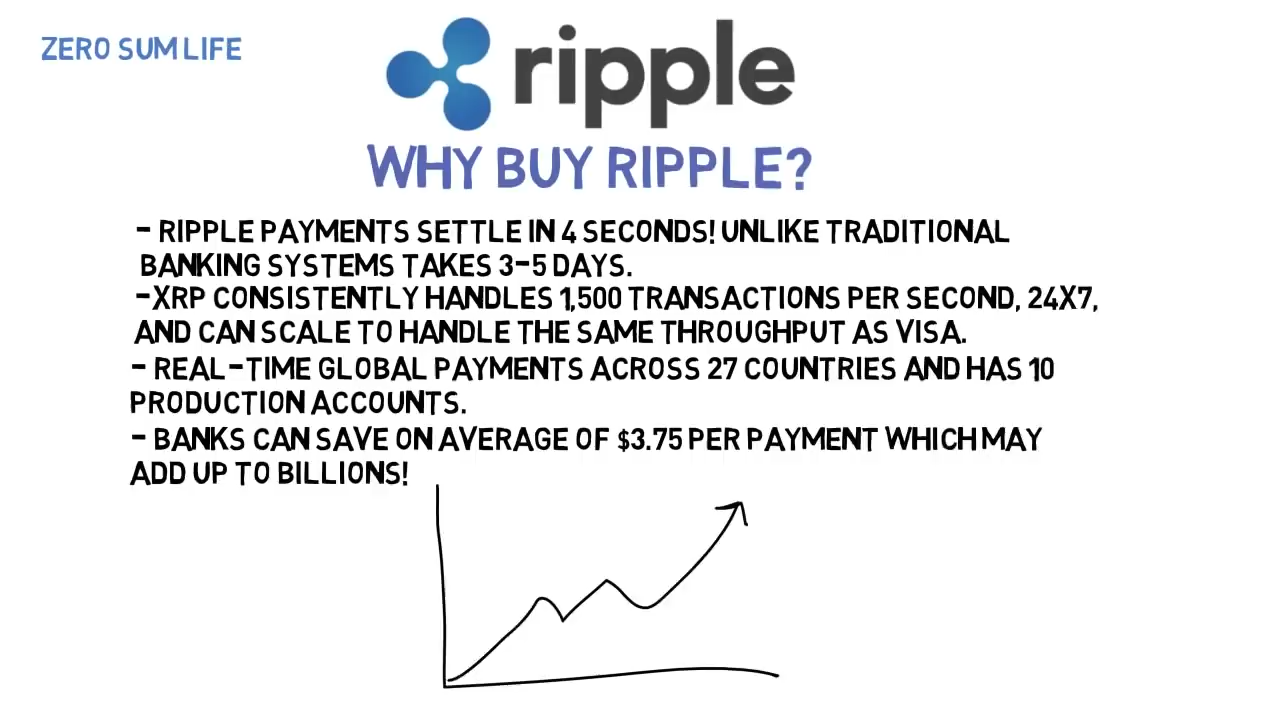 ZERO SUM LIFE
ripple
WHY BUY RIPPLE?
- RIPPLE PAYMENTS SETTLE IN 4 SECONDS! UNLIKE TRADITIONAL
BANKING SYSTEMS TAKES 3-5 DAYS.
-XRP CONSISTENTLY HANDLES 1,500 TRANSACTIONS PER SECOND, 24X7,
AND CAN SCALE TO HANDLE THE SAME THROUGHPUT AS VISA.
- REAL-TIME GLOBAL PAYMENTS ACROSS 27 COUNTRIES AND HAS 10
PRODUCTION ACCOUNTS.
- BANKS CAN SAVE ON AVERAGE OF $3.75 PER PAYMENT WHICH MAY
ADD UP TO BILLIONS!